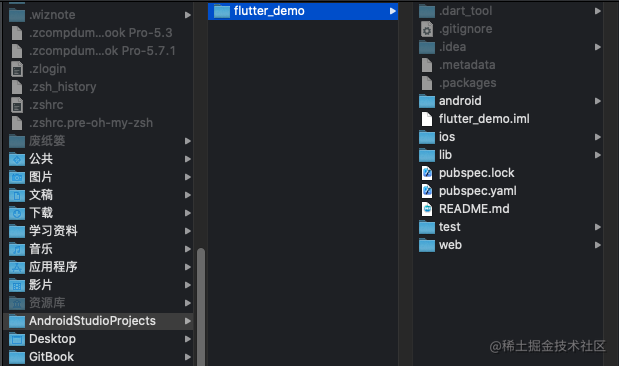 .wiznote
.zcompdum...ook Pro-5.3
.zcompdum...ook Pro-5.7.1
.zlogin
.zsh_history
.zshrc
.zshrc.pre-oh-my-zsh
废纸篓
公共
图片
文稿
下载
学习资料
音乐
应用程序
影片
资源库
AndroidStudioProjects
Desktop
GitBook
flutter_demo
.dart_tool
.gitignore
.idea
.metadata
.packages
android
flutter_demo.iml
ios
lib
pubspec.lock
pubspec.yaml
README.md
test
web
@稀土掘金技术社区